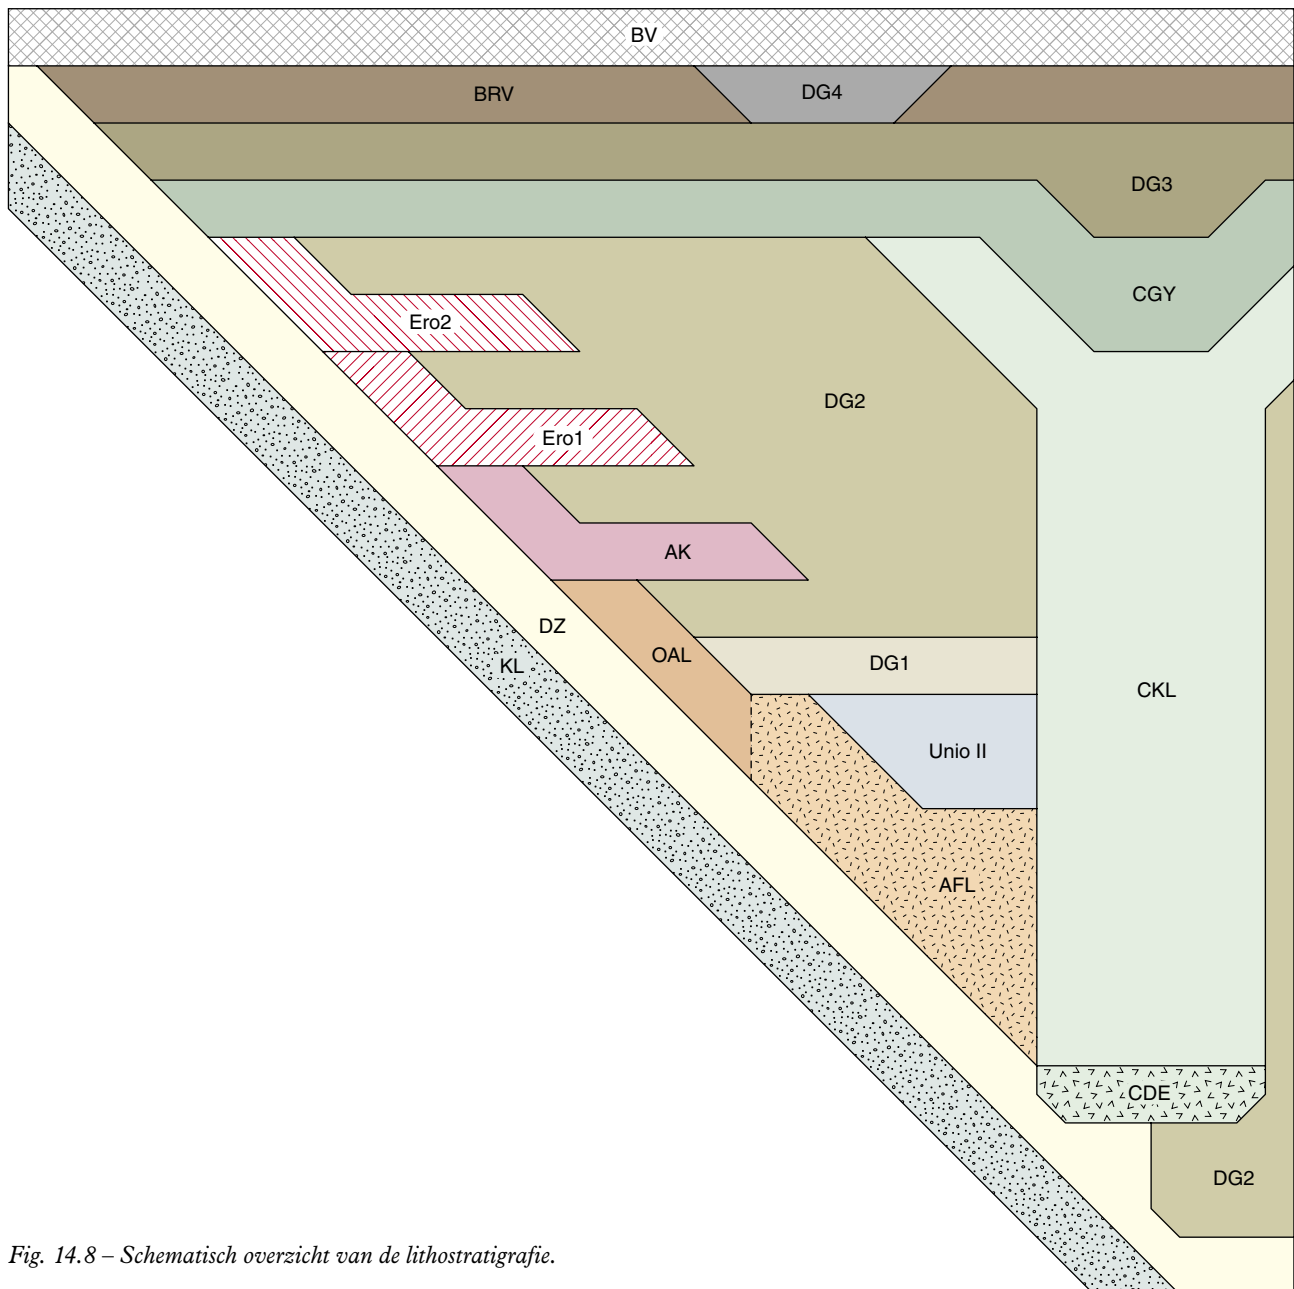 BV
BRV
DG4
DG3
CGY
Ero2
DG2
Ero1
AK
DZ
OAL
DG1
KL
CKL
Unio II
AFL
CDE
DG2
Fig. 14.8 – Schematisch overzicht van de lithostratigrafie.